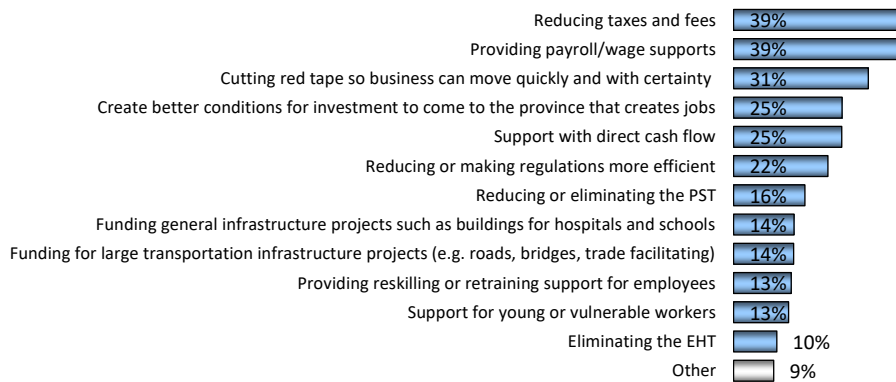 Reducing taxes and fees 39%
Providing payroll/wage supports 39%
Cutting red tape so business can move quickly and with certainty 31%
Create better conditions for investment to come to the province that creates jobs 25%
Support with direct cash flow 25%
Reducing or making regulations more efficient 22%
Reducing or eliminating the PST 16%
Funding general infrastructure projects such as buildings for hospitals and schools 14%
Funding for large transportation infrastructure projects (e.g. roads, bridges, trade facilitating) 14%
Providing reskilling or retraining support for employees 13%
Support for young or vulnerable workers 13%
Eliminating the EHT 10%
Other 9%